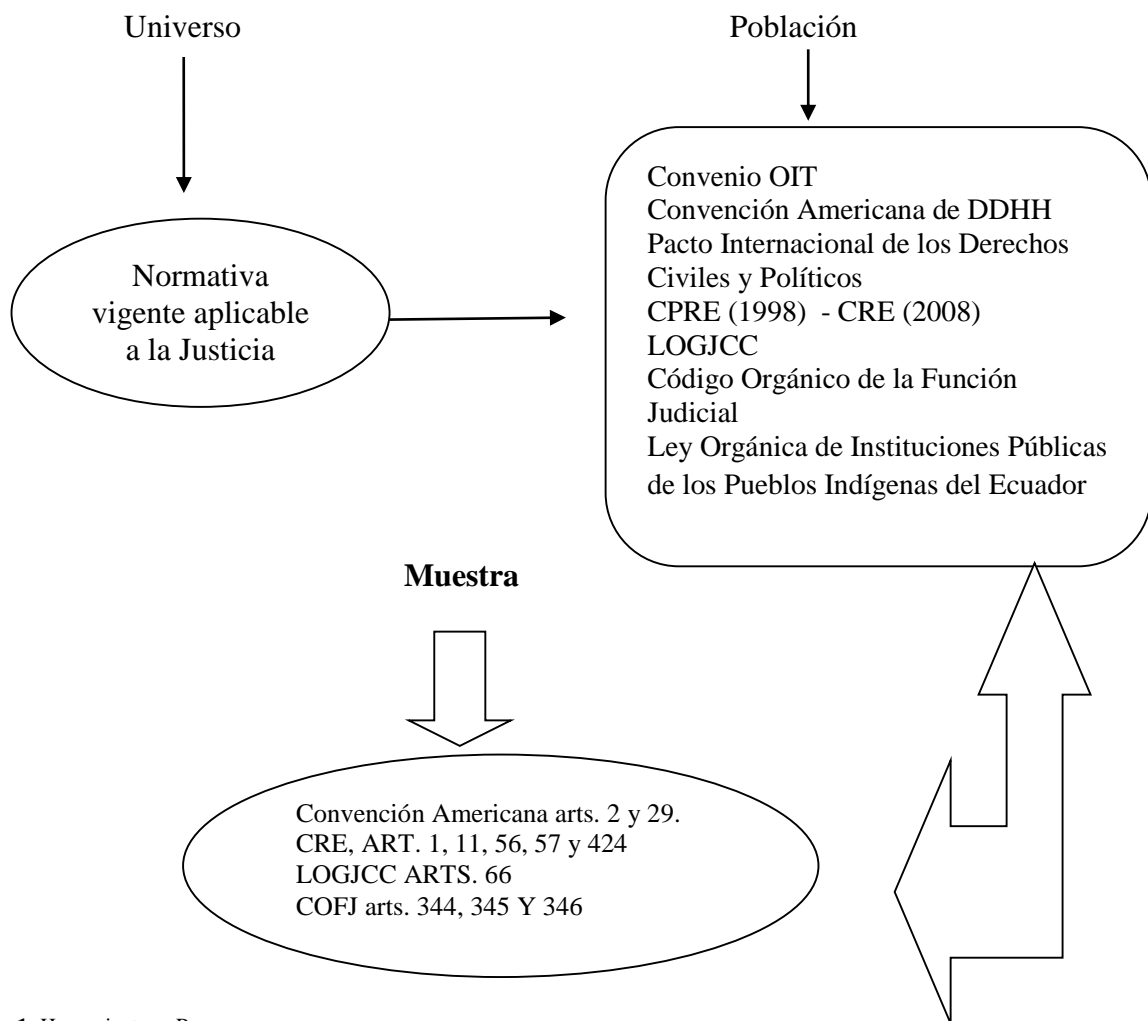 Universo
Población
Convenio OIT
Convención Americana de DDHH
Pacto Internacional de los Derechos
Civiles y Políticos
CPRE (1998) - CRE (2008)
LOGJCC
Código Orgánico de la Función
Judicial
Ley Orgánica de Instituciones Públicas
de los Pueblos Indígenas del Ecuador
Normativa
vigente aplicable
a la Justicia
Muestra
Convención Americana arts. 2 y 29.
CRE, ART. 1, 11, 56, 57 y 424
LOGJCC ARTS. 66
COFJ arts. 344, 345 Y 346